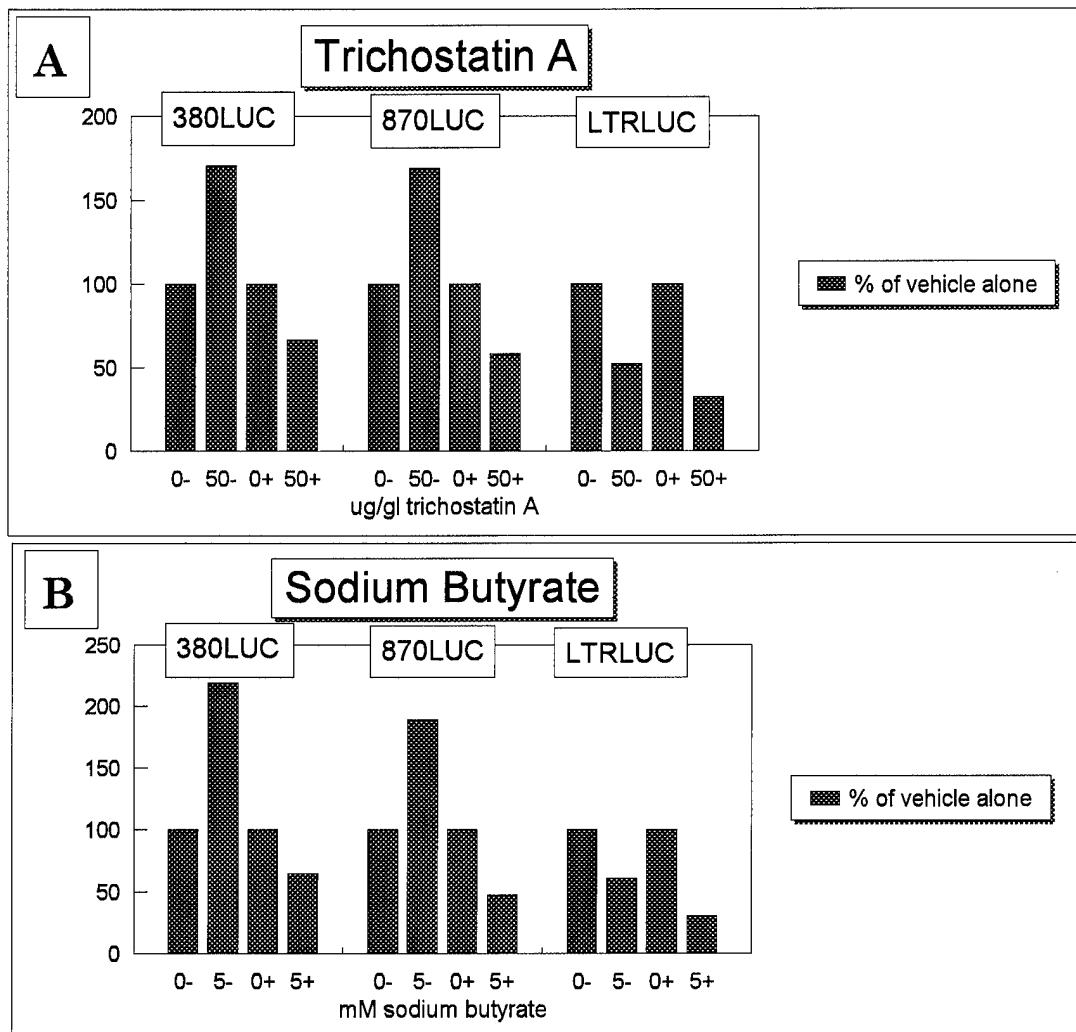 A
Trichostatin A
380LUC 870LUC LTRLUC
200
150
100
50
0
0- 50- 0+ 50+ 0- 50- 0+ 50+ 0- 50- 0+ 50+
ug/gl trichostatin A
% of vehicle alone
B
Sodium Butyrate
380LUC 870LUC LTRLUC
250
200
150
100
50
0
0- 5- 0+ 5+ 0- 5- 0+ 5+ 0- 5- 0+ 5+
mM sodium butyrate
% of vehicle alone